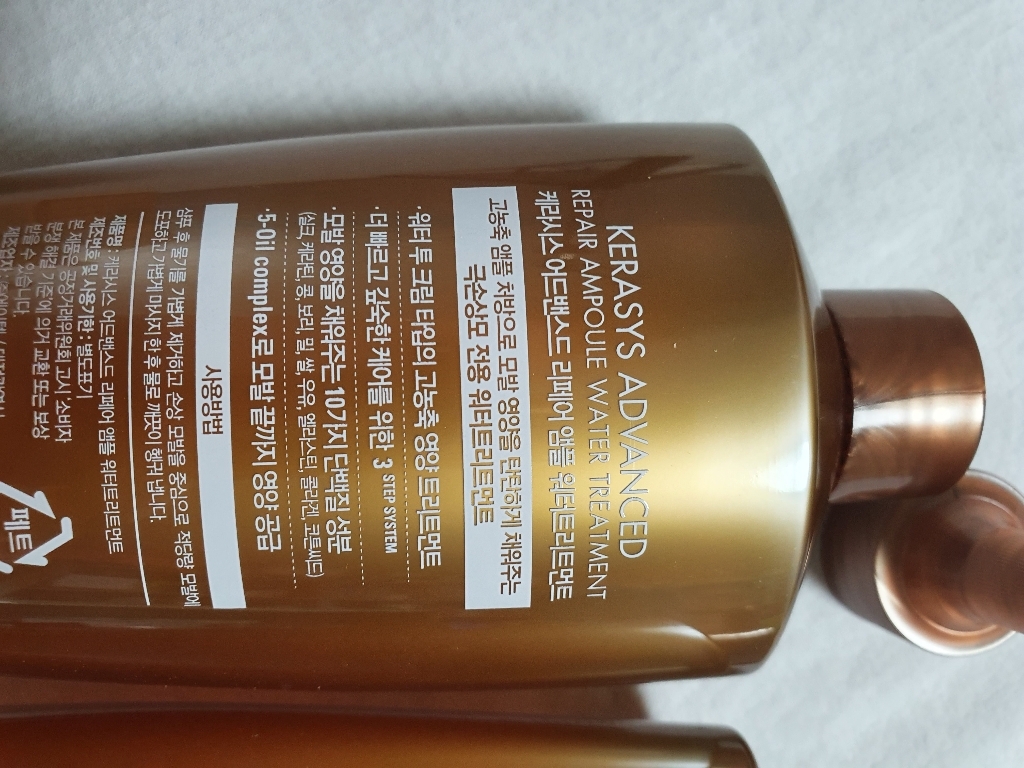 KERASYS ADVANCED
REPAIR AMPOULE WATER TREATMENT
케라시스 어드밴스드 리페어 앰플 워터트리트먼트
고농축 앰플 처방으로 모발 영양을 탄탄하게 채워주는
극손상모 전용 워터트리트먼트
· 워터 투 크림 타입의 고농축 영양 트리트먼트
· 더 빠르고 깊숙한 케어를 위한 3 STEP SYSTEM
· 모발 영양을 채워주는 10가지 단백질 성분
(실크, 케라틴, 콩, 보리, 밀, 쌀, 우유, 엘라스틴, 콜라겐, 코튼씨드)
· 5-Oil complex로 모발 끝까지 영양 공급
사용방법
샴푸 후 물기를 가볍게 제거하고 손상 모발을 중심으로 적당량 모발에
도포하고 가볍게 마사지 한 후 물로 깨끗이 헹궈 냅니다.
제품명 : 케라시스 어드밴스드 리페어 앰플 워터트리트먼트
제조번호 및 사용기한 : 별도표기
본 제품은 공정거래위원회 고시 소비자
분쟁 해결 기준에 의거 교환 또는 보상
받을 수 있습니다.
페트